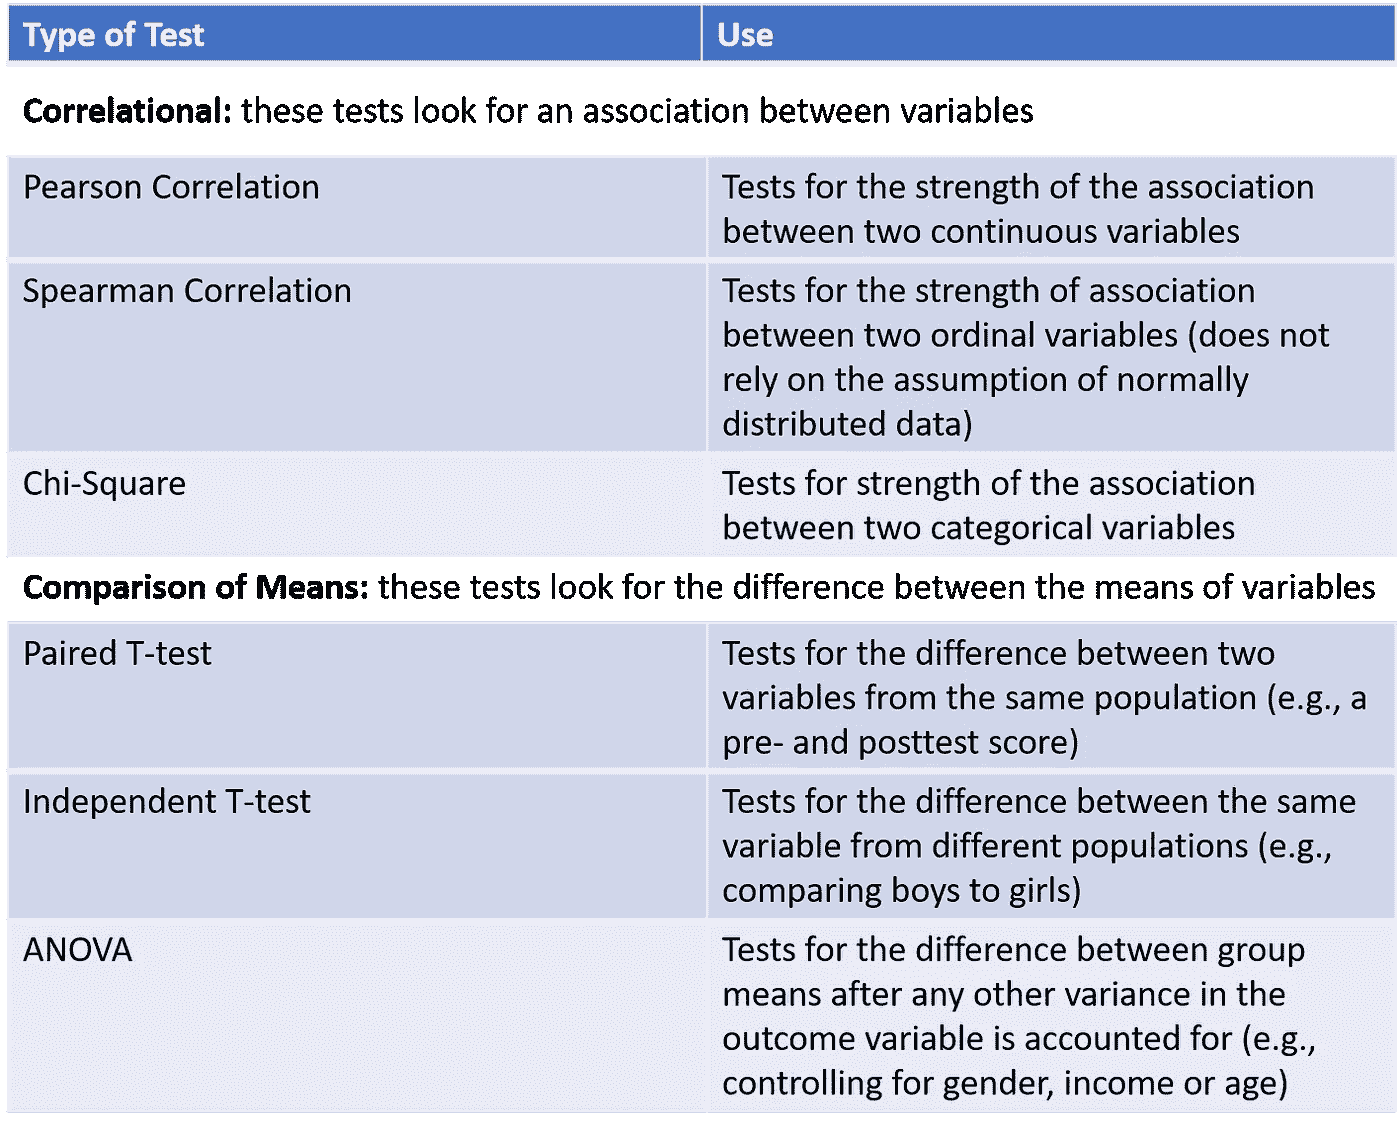 Type of Test
Use
Correlational: these tests look for an association between variables
Pearson Correlation
Tests for the strength of the association
between two continuous variables
Spearman Correlation
Tests for the strength of association
between two ordinal variables (does not
rely on the assumption of normally
distributed data)
Chi-Square
Tests for strength of the association
between two categorical variables
Comparison of Means: these tests look for the difference between the means of variables
Paired T-test
Tests for the difference between two
variables from the same population (e.g., a
pre- and posttest score)
Independent T-test
Tests for the difference between the same
variable from different populations (e.g.,
comparing boys to girls)
ANOVA
Tests for the difference between group
means after any other variance in the
outcome variable is accounted for (e.g.,
controlling for gender, income or age)